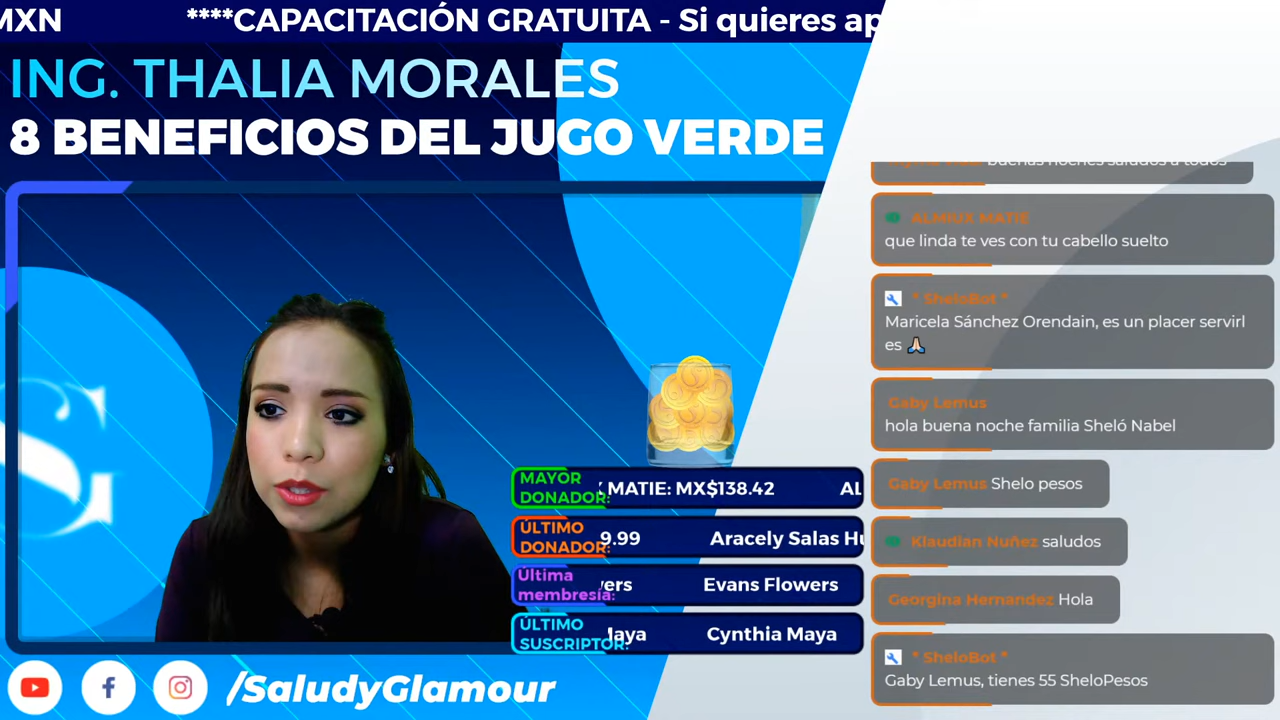 MXN ****CAPACITACIÓN GRATUITA - Si quieres ap
ING. THALIA MORALES
8 BENEFICIOS DEL JUGO VERDE
S
MAYOR
DONADOR:
MATIE: MX$138.42 AL
ÚLTIMO
DONADOR:
9.99 Aracely Salas Hu
Última
membresía:
vers Evans Flowers
ÚLTIMO
SUSCRIPTOR:
Maya Cynthia Maya
/SaludyGlamour
buenas noches saludos a todos
ALMIUX MATIE
que linda te ves con tu cabello suelto
* SheloBot *
Maricela Sánchez Orendain, es un placer servirl
es 🙏🏻
Gaby Lemus
hola buena noche familia Sheló Nabel
Gaby Lemus Shelo pesos
Klaudian Nuñez saludos
Georgina Hernandez Hola
* SheloBot *
Gaby Lemus, tienes 55 SheloPesos